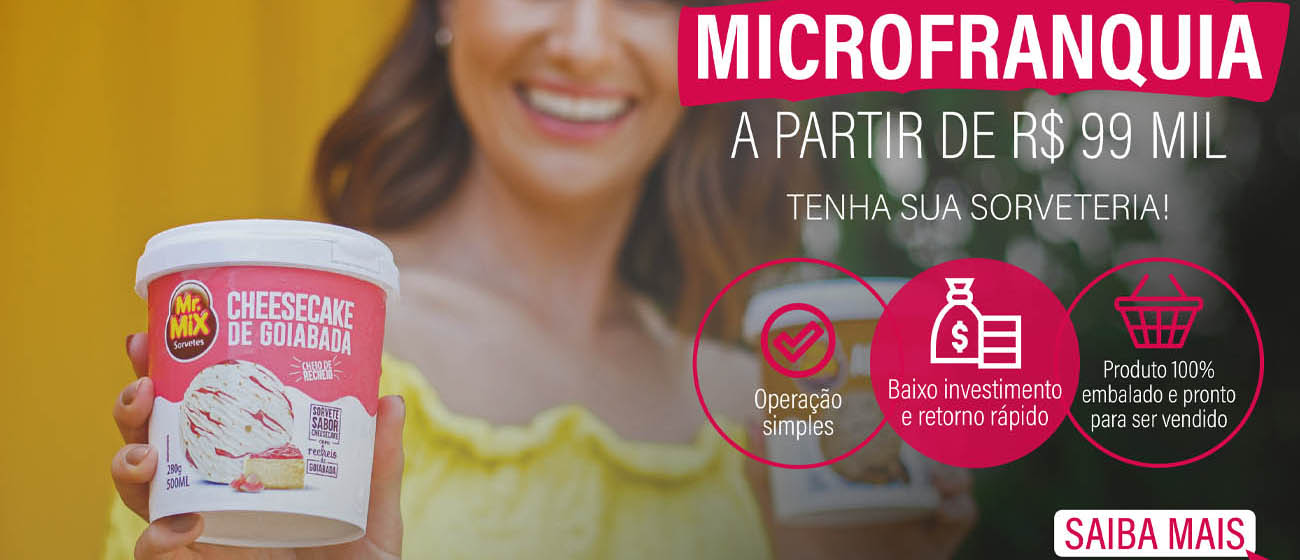 MICROFRANQUIA
A PARTIR DE R$ 99 MIL
TENHA SUA SORVETERIA!
Operação
simples
Baixo investimento
e retorno rápido
Produto 100%
embalado e pronto
para ser vendido
SAIBA MAIS
Mr.
Mix
Sorvetes
CHEESECAKE
DE GOIABADA
CHEIO DE
RECHEIO
SORVETE
SABOR
CHEESECAKE
com
recheio
de
GOIABADA
280g
500ML
Mr. Mix